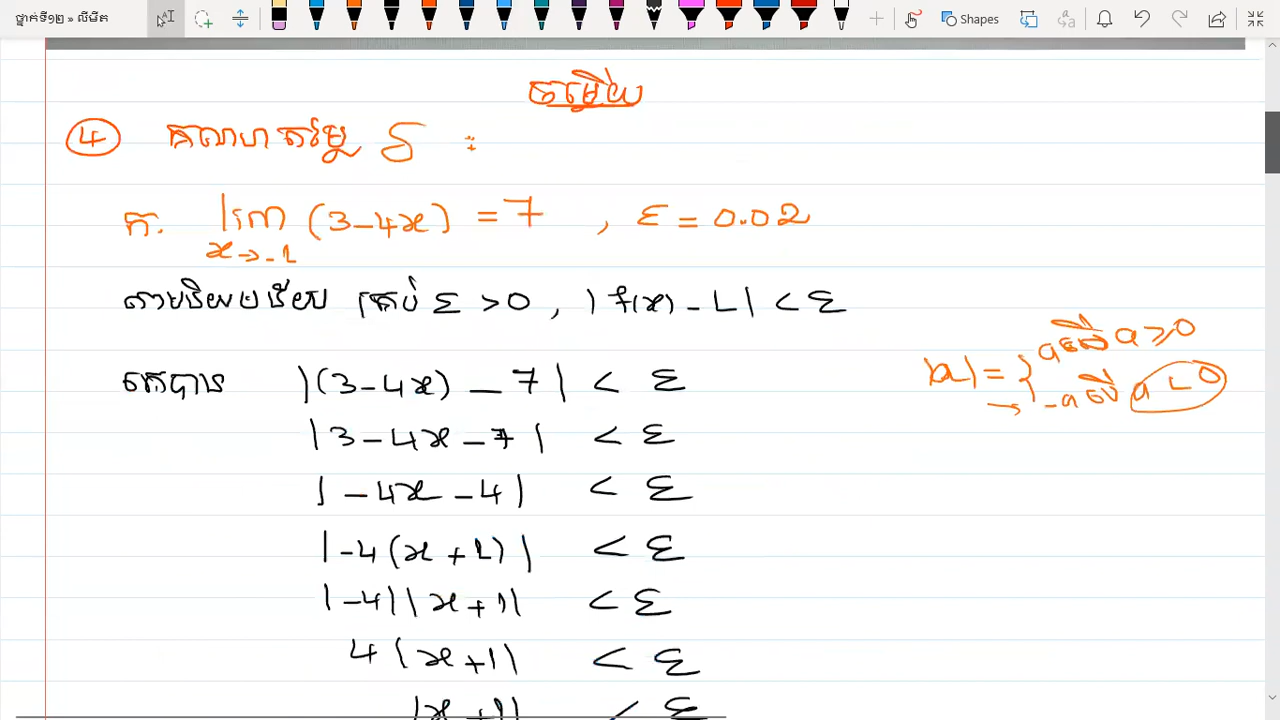 ថ្នាក់ទី១២ » លីមីត
Shapes
ចម្លើយ
៤ គណនាតម្លៃ δ :
ក. lim (3-4x) = 7 , ε = 0.02
x→-1
តាមនិយមន័យ គ្រប់ ε > 0 , |f(x) - L| < ε
|a| = { a បើ a ≥ 0
-a បើ a < 0
គេបាន |(3-4x) - 7| < ε
|3-4x-7| < ε
|-4x-4| < ε
|-4(x+1)| < ε
|-4||x+1| < ε
4|x+1| < ε
|x+1| < ε